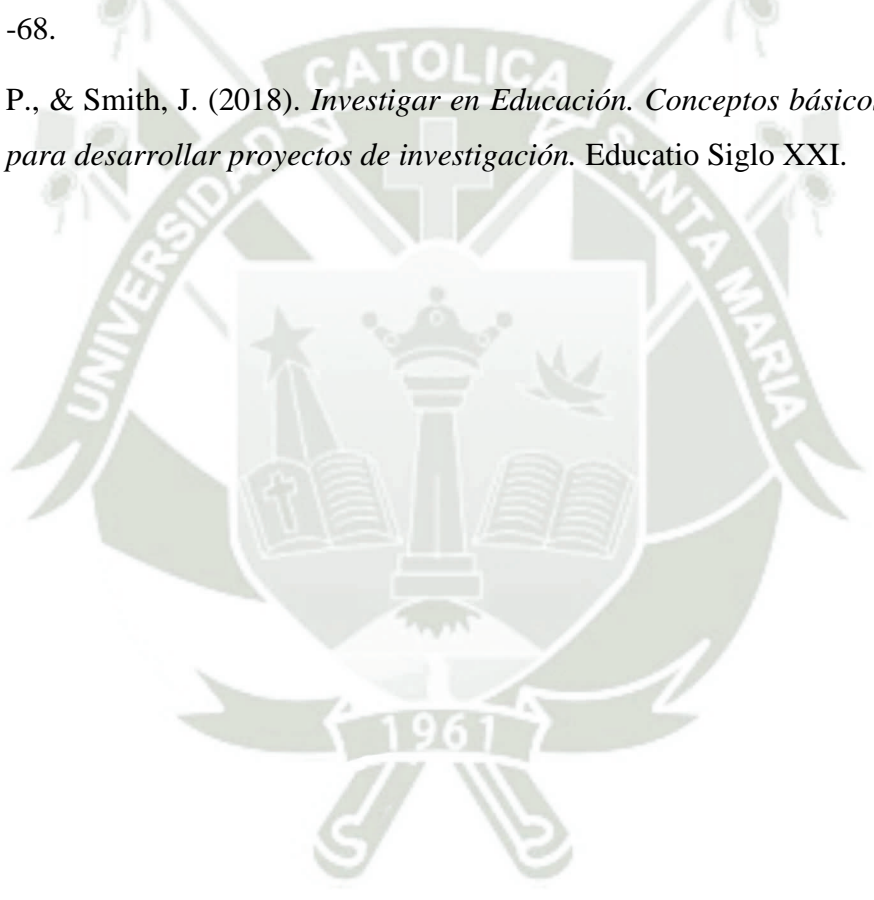 -68.
CATOLICA
P., & Smith, J. (2018). Investigar en Educación. Conceptos básicos
para desarrollar proyectos de investigación. Educatio Siglo XXI.
UNIVERSIDAD
SANTA MARIA
1961